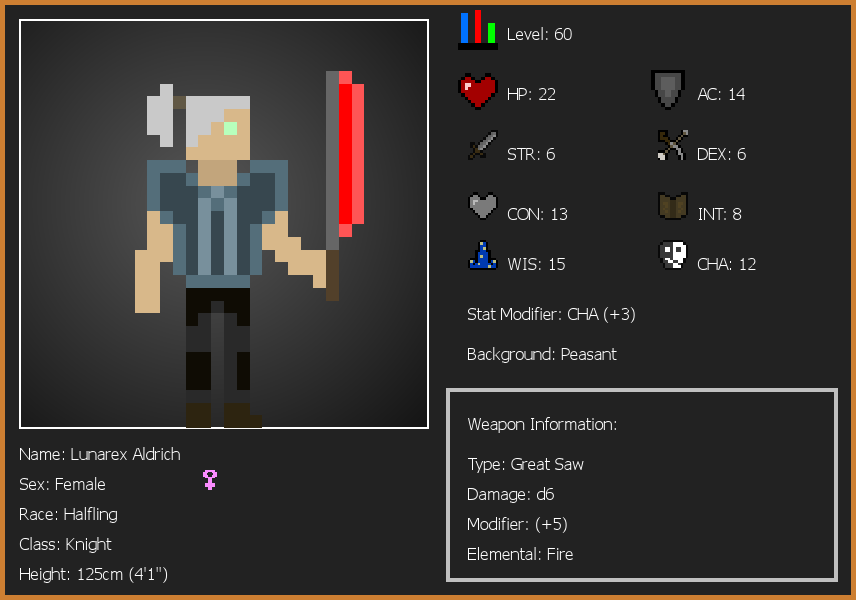 Level: 60
HP: 22
AC: 14
STR: 6
DEX: 6
CON: 13
INT: 8
WIS: 15
CHA: 12
Stat Modifier: CHA (+3)
Background: Peasant
Weapon Information:
Type: Great Saw
Damage: d6
Modifier: (+5)
Elemental: Fire
Name: Lunarex Aldrich
Sex: Female
Race: Halfling
Class: Knight
Height: 125cm (4'1")